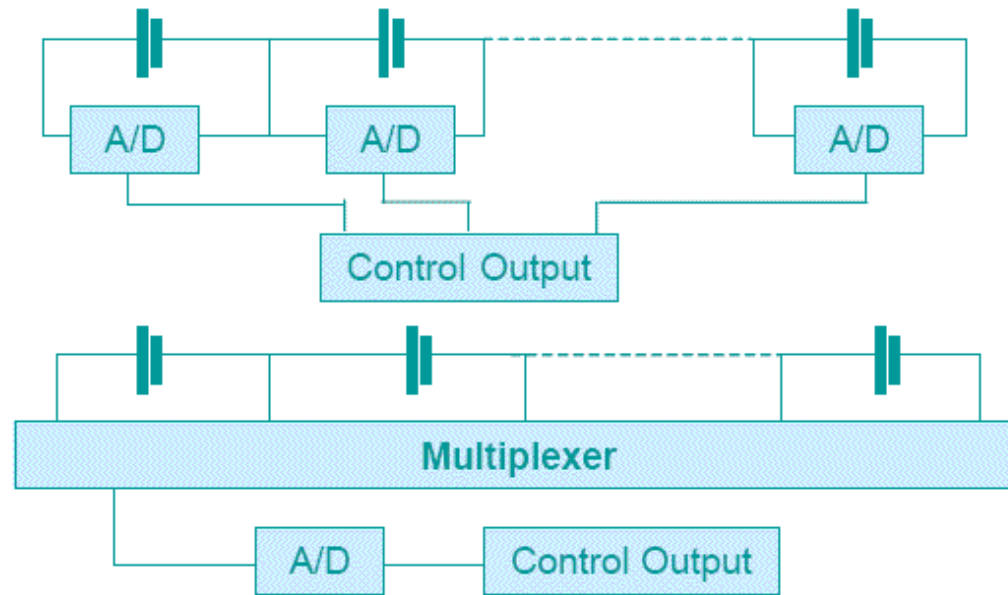 A/D A/D A/D
Control Output
Multiplexer
A/D Control Output